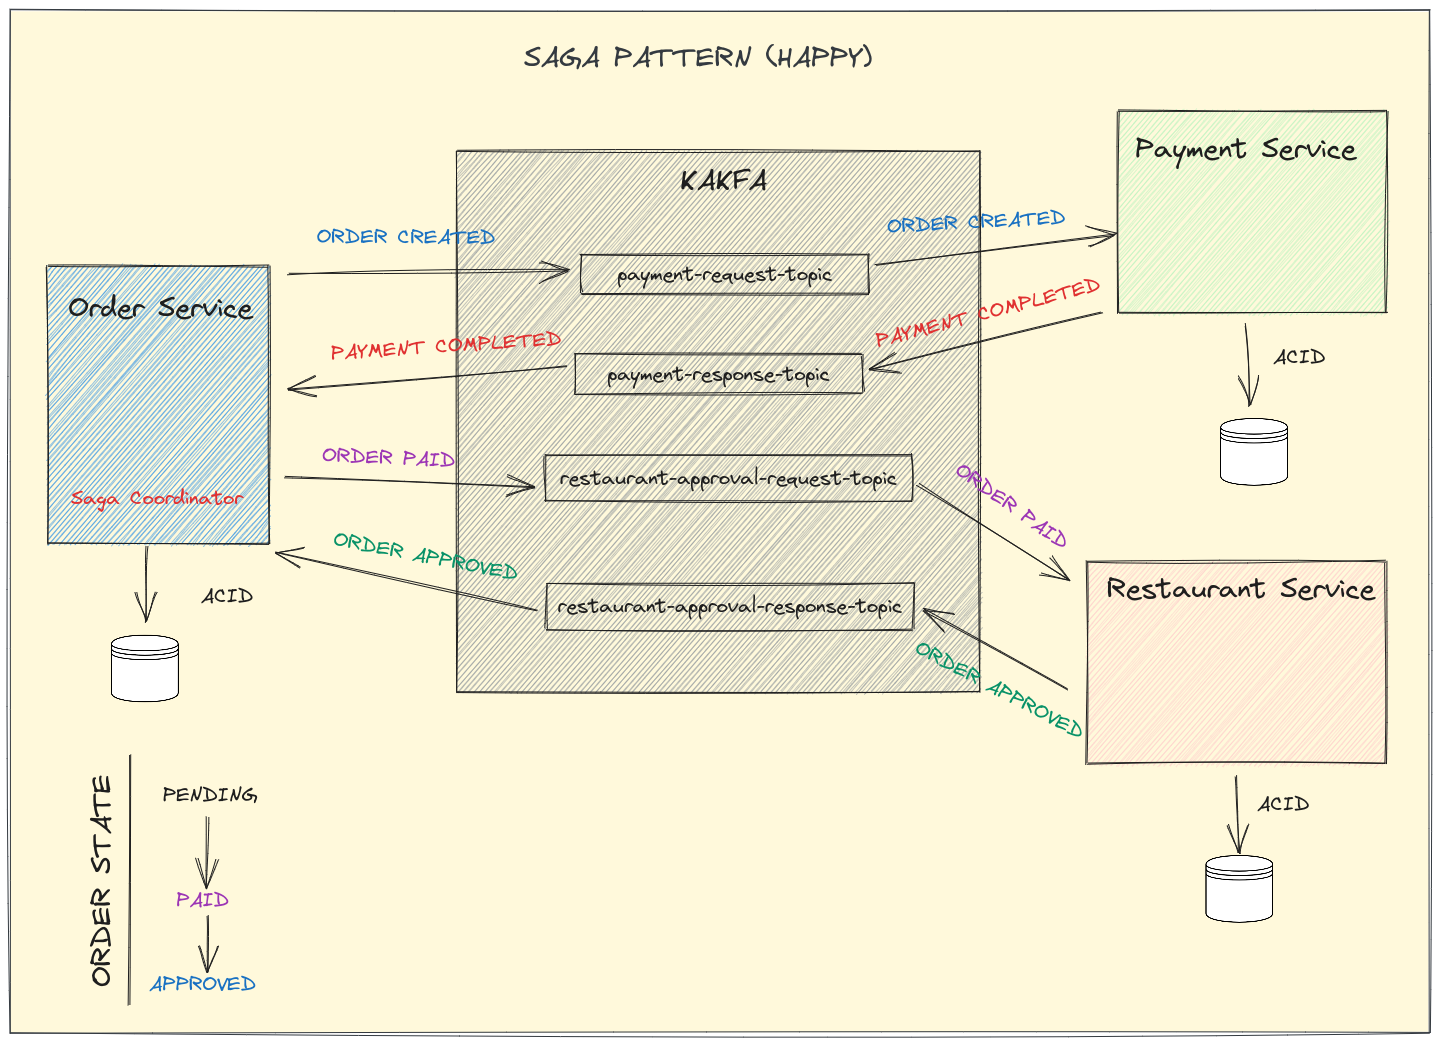 SAGA PATTERN (HAPPY)
Payment Service
KAKFA
ORDER CREATED
ORDER CREATED
payment-request-topic
Order Service
PAYMENT COMPLETED
PAYMENT COMPLETED
payment-response-topic
ACID
ORDER PAID
restaurant-approval-request-topic
ORDER PAID
Saga Coordinator
ORDER APPROVED
restaurant-approval-response-topic
Restaurant Service
ACID
ORDER APPROVED
ORDER STATE
PENDING
PAID
APPROVED
ACID